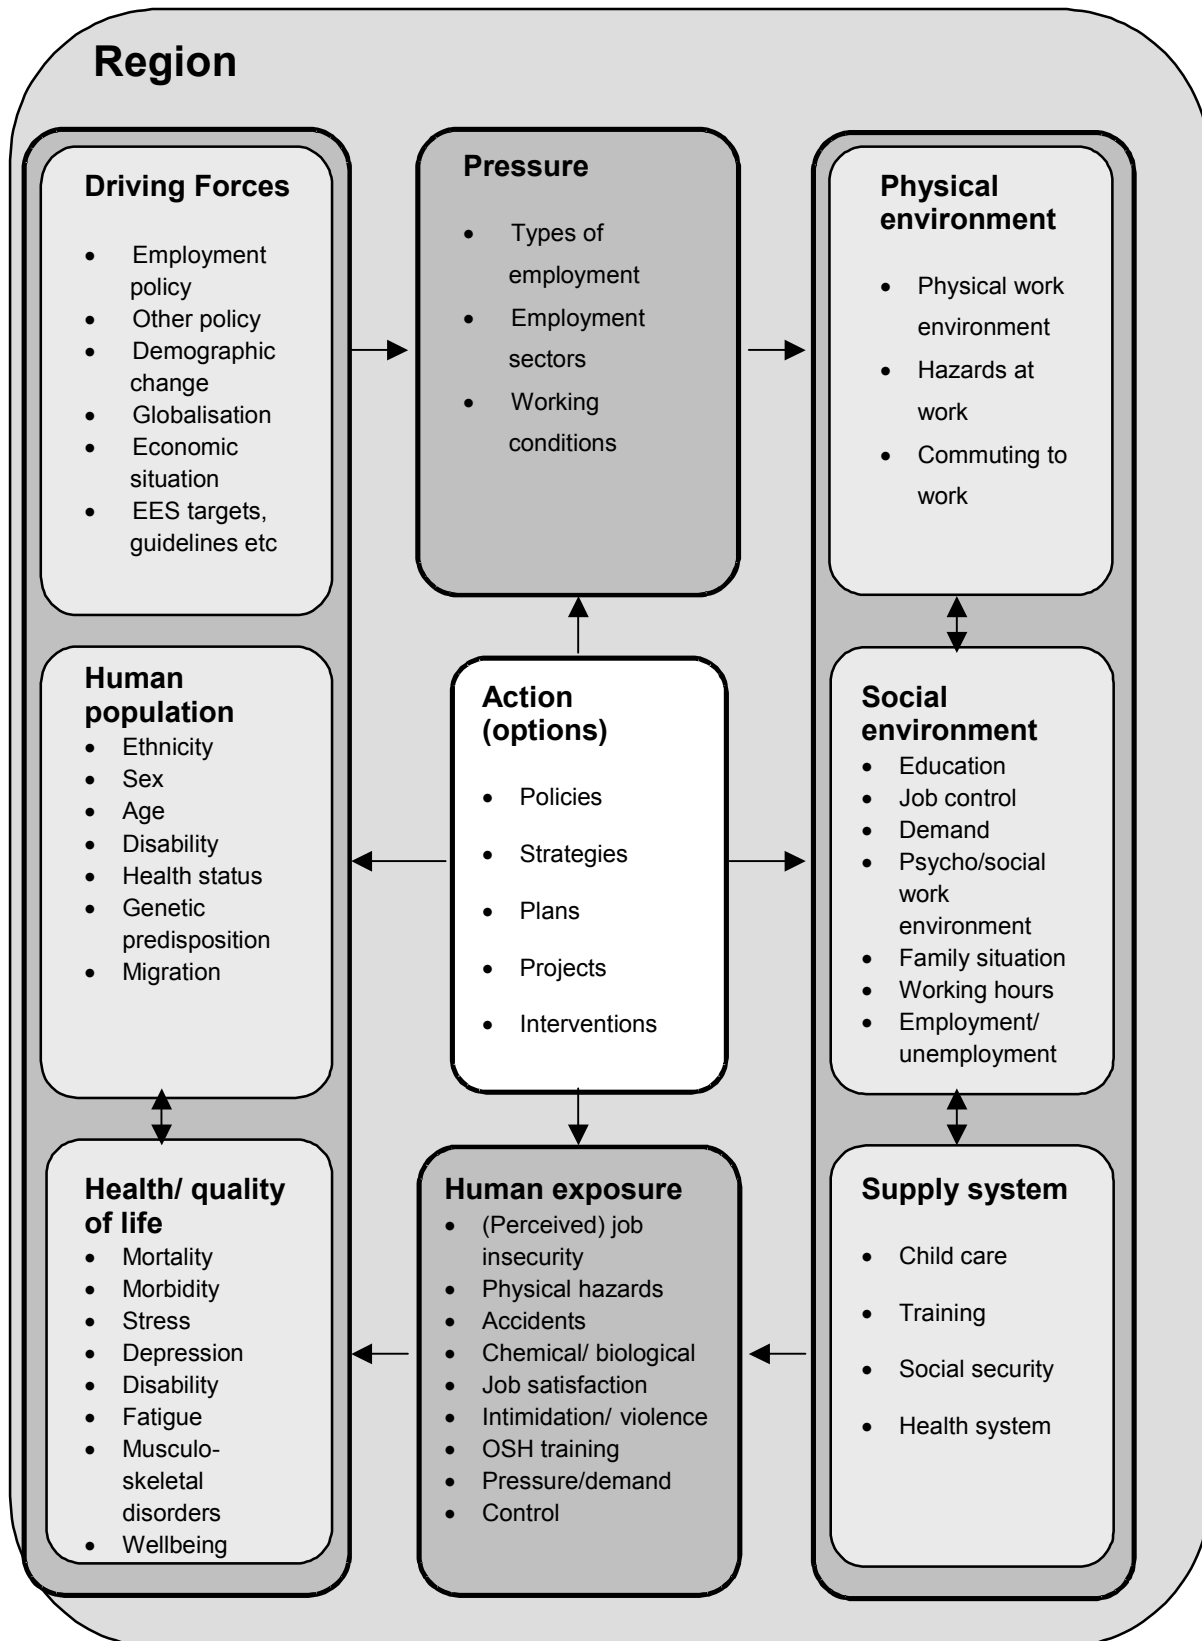 Region
Driving Forces
• Employment
policy
• Other policy
• Demographic
change
• Globalisation
• Economic
situation
• EES targets,
guidelines etc
Pressure
• Types of
employment
• Employment
sectors
• Working
conditions
Physical
environment
• Physical work
environment
• Hazards at
work
• Commuting to
work
Human
population
• Ethnicity
• Sex
• Age
• Disability
• Health status
• Genetic
predisposition
• Migration
Action
(options)
• Policies
• Strategies
• Plans
• Projects
• Interventions
Social
environment
• Education
• Job control
• Demand
• Psycho/social
work
environment
• Family situation
• Working hours
• Employment/
unemployment
Health/ quality
of life
• Mortality
• Morbidity
• Stress
• Depression
• Disability
• Fatigue
• Musculo-
skeletal
disorders
• Wellbeing
Human exposure
• (Perceived) job
insecurity
• Physical hazards
• Accidents
• Chemical/ biological
• Job satisfaction
• Intimidation/ violence
• OSH training
• Pressure/demand
• Control
Supply system
• Child care
• Training
• Social security
• Health system